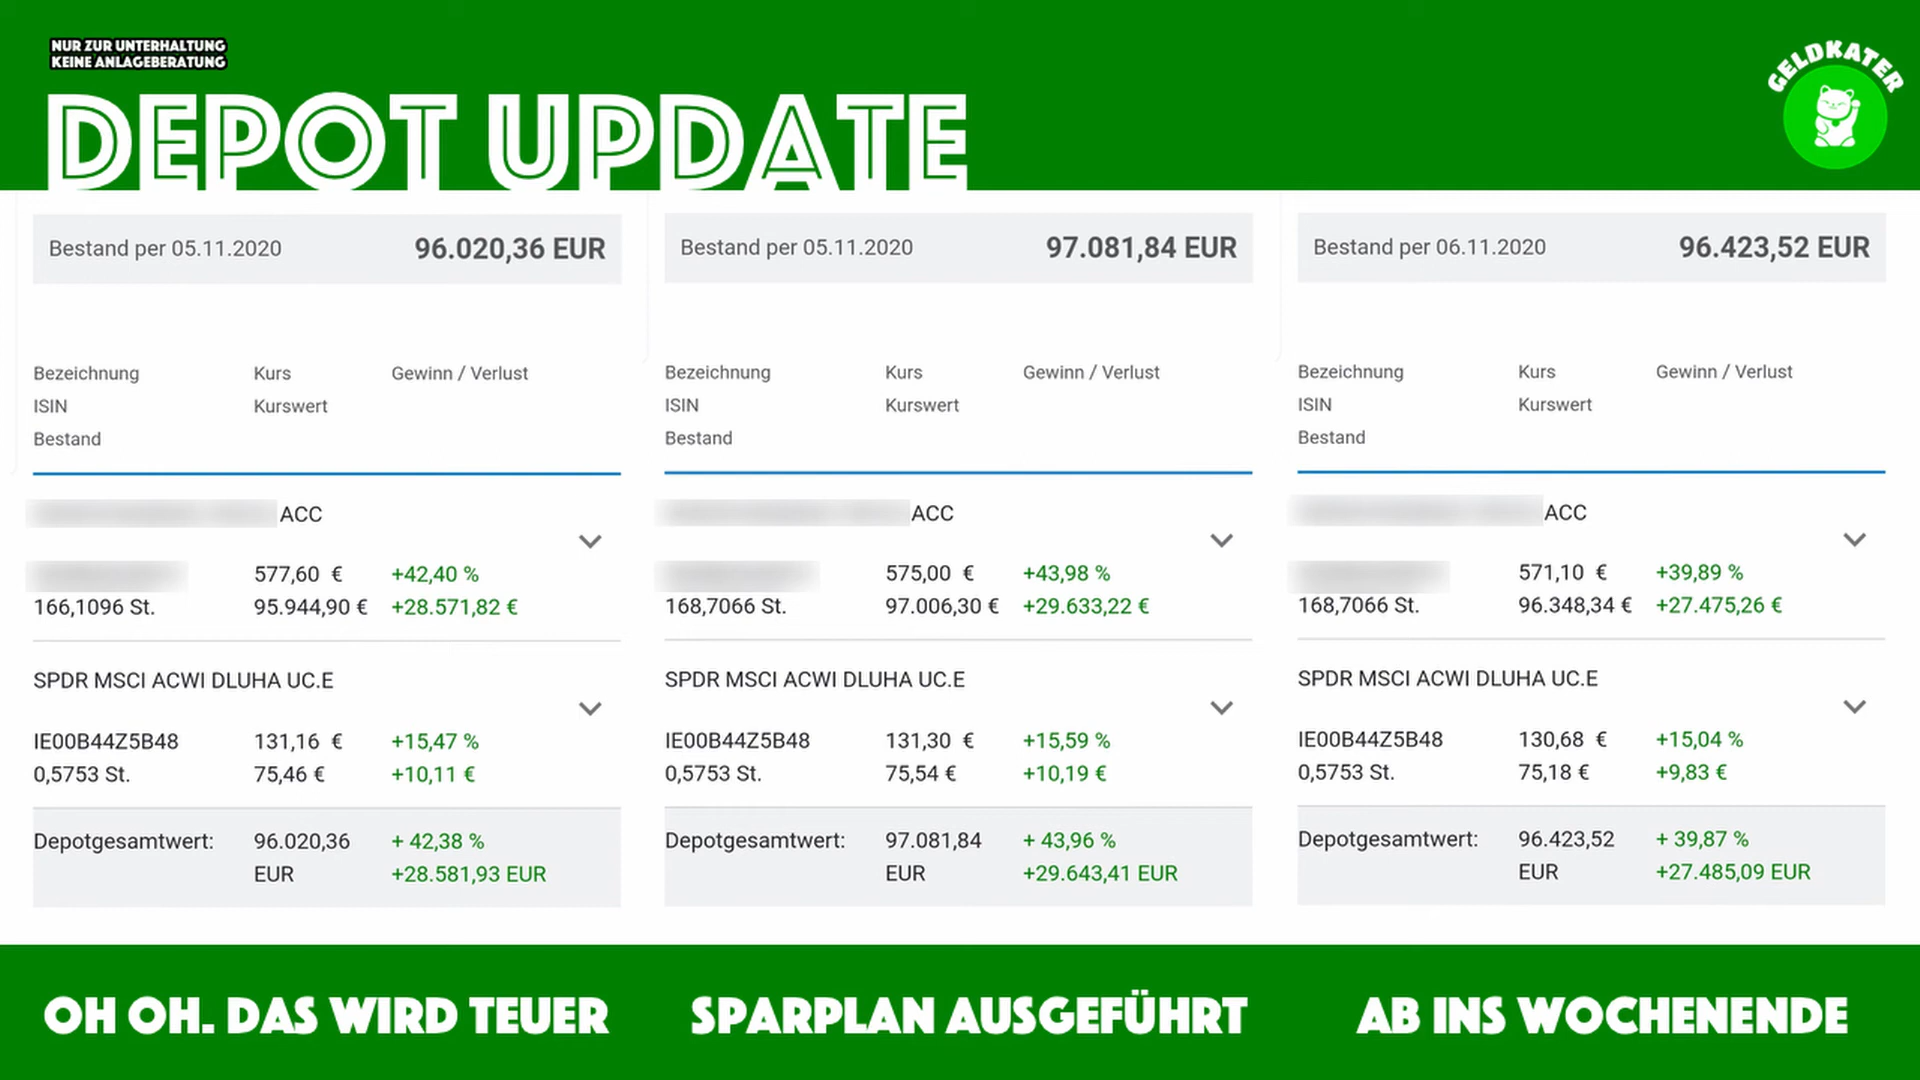 NUR ZUR UNTERHALTUNG
KEINE ANLAGEBERATUNG
DEPOT UPDATE
GELDKATER
Bestand per 05.11.2020 96.020,36 EUR
Bezeichnung Kurs Gewinn / Verlust
ISIN Kurswert
Bestand
ACC
577,60 € +42,40 %
166,1096 St. 95.944,90 € +28.571,82 €
SPDR MSCI ACWI DLUHA UC.E
IE00B44Z5B48 131,16 € +15,47 %
0,5753 St. 75,46 € +10,11 €
Depotgesamtwert: 96.020,36 + 42,38 %
EUR +28.581,93 EUR
OH OH. DAS WIRD TEUER
Bestand per 05.11.2020 97.081,84 EUR
Bezeichnung Kurs Gewinn / Verlust
ISIN Kurswert
Bestand
ACC
575,00 € +43,98 %
168,7066 St. 97.006,30 € +29.633,22 €
SPDR MSCI ACWI DLUHA UC.E
IE00B44Z5B48 131,30 € +15,59 %
0,5753 St. 75,54 € +10,19 €
Depotgesamtwert: 97.081,84 + 43,96 %
EUR +29.643,41 EUR
SPARPLAN AUSGEFÜHRT
Bestand per 06.11.2020 96.423,52 EUR
Bezeichnung Kurs Gewinn / Verlust
ISIN Kurswert
Bestand
ACC
571,10 € +39,89 %
168,7066 St. 96.348,34 € +27.475,26 €
SPDR MSCI ACWI DLUHA UC.E
IE00B44Z5B48 130,68 € +15,04 %
0,5753 St. 75,18 € +9,83 €
Depotgesamtwert: 96.423,52 + 39,87 %
EUR +27.485,09 EUR
AB INS WOCHENENDE